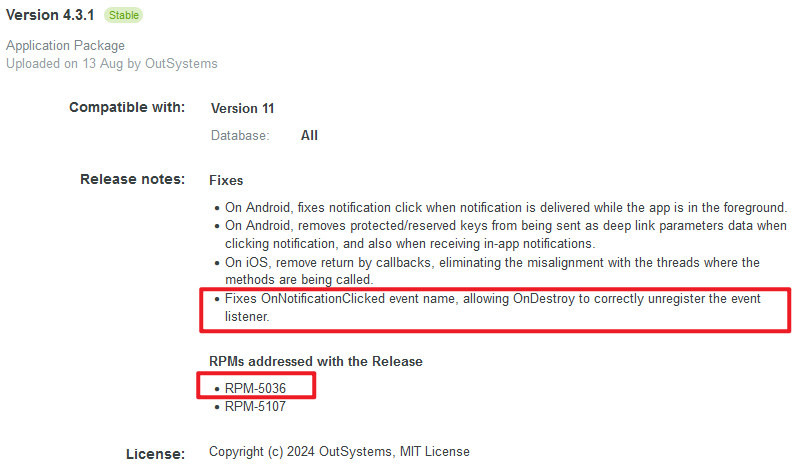 Version 4.3.1 Stable
Application Package
Uploaded on 13 Aug by OutSystems
Compatible with: Version 11
Database: All
Release notes: Fixes
• On Android, fixes notification click when notification is delivered while the app is in the foreground.
• On Android, removes protected/reserved keys from being sent as deep link parameters data when
clicking notification, and also when receiving in-app notifications.
• On iOS, remove return by callbacks, eliminating the misalignment with the threads where the
methods are being called.
• Fixes OnNotificationClicked event name, allowing OnDestroy to correctly unregister the event
listener.
RPMs addressed with the Release
• RPM-5036
• RPM-5107
License: Copyright (c) 2024 OutSystems, MIT License